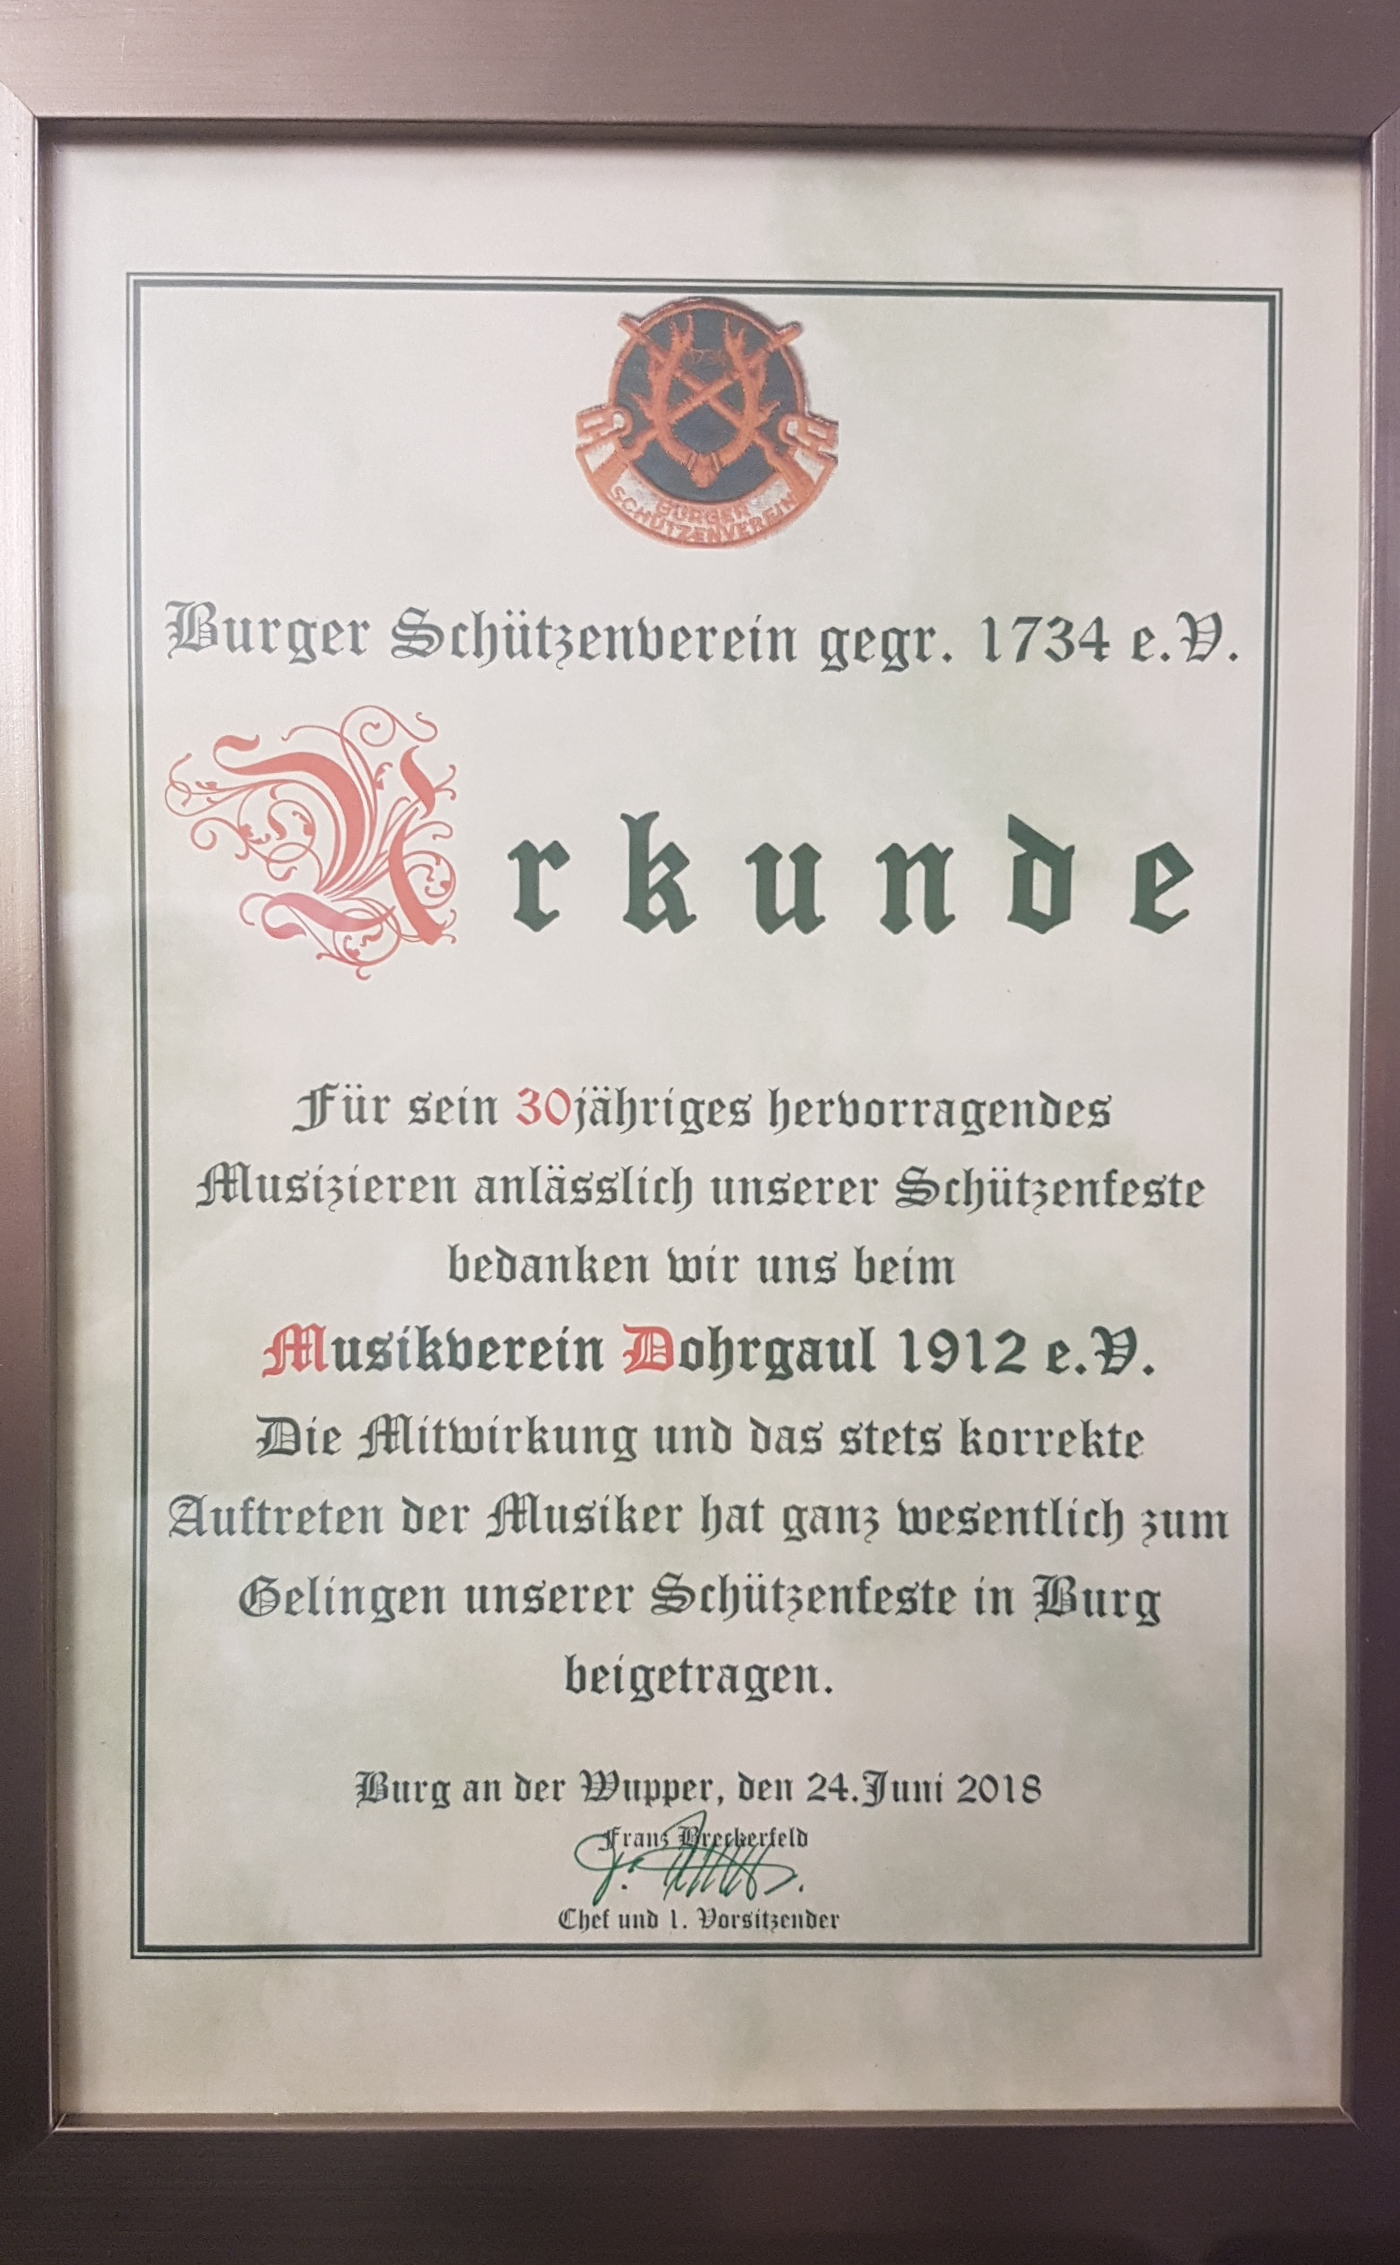 1734
BURGER
SCHÜTZENVEREIN
Burger Schützenverein gegr. 1734 e.V.
Urkunde
Für sein 30jähriges hervorragendes
Musizieren anlässlich unserer Schützenfeste
bedanken wir uns beim
Musikverein Dohrgaul 1912 e.V.
Die Mitwirkung und das stets korrekte
Auftreten der Musiker hat ganz wesentlich zum
Gelingen unserer Schützenfeste in Burg
beigetragen.
Burg an der Wupper, den 24.Juni 2018
Franz Breckerfeld
Chef und 1. Vorsitzender